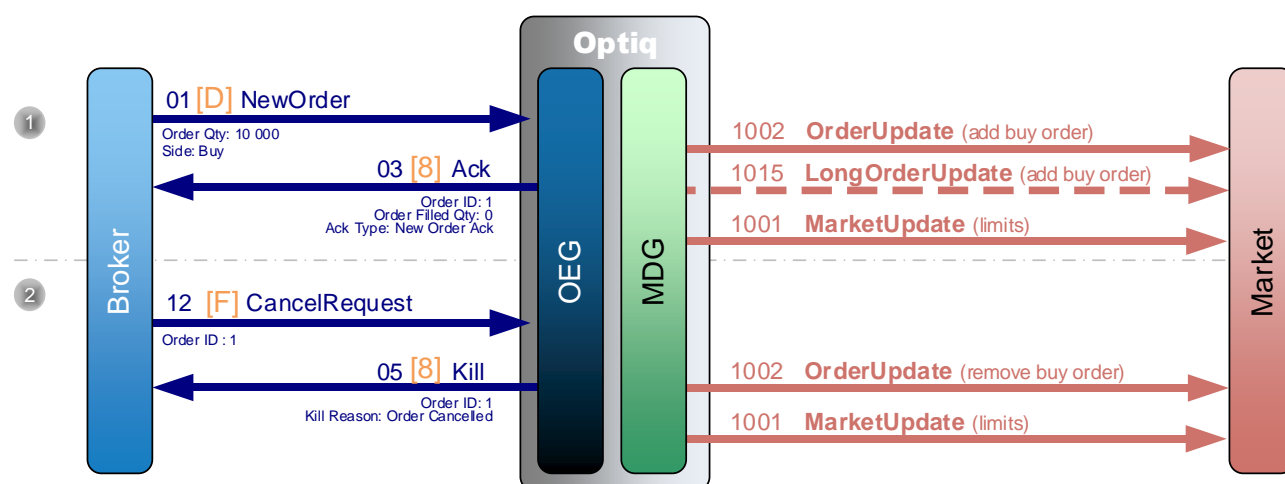 Optiq
1
01 [D] NewOrder
Order Qty: 10 000
Side: Buy
03 [8] Ack
Order ID: 1
Order Filled Qty: 0
Ack Type: New Order Ack
1002 OrderUpdate (add buy order)
1015 LongOrderUpdate (add buy order)
1001 MarketUpdate (limits)
Broker
OEG
MDG
Market
2
12 [F] CancelRequest
Order ID : 1
05 [8] Kill
Order ID: 1
Kill Reason: Order Cancelled
1002 OrderUpdate (remove buy order)
1001 MarketUpdate (limits)